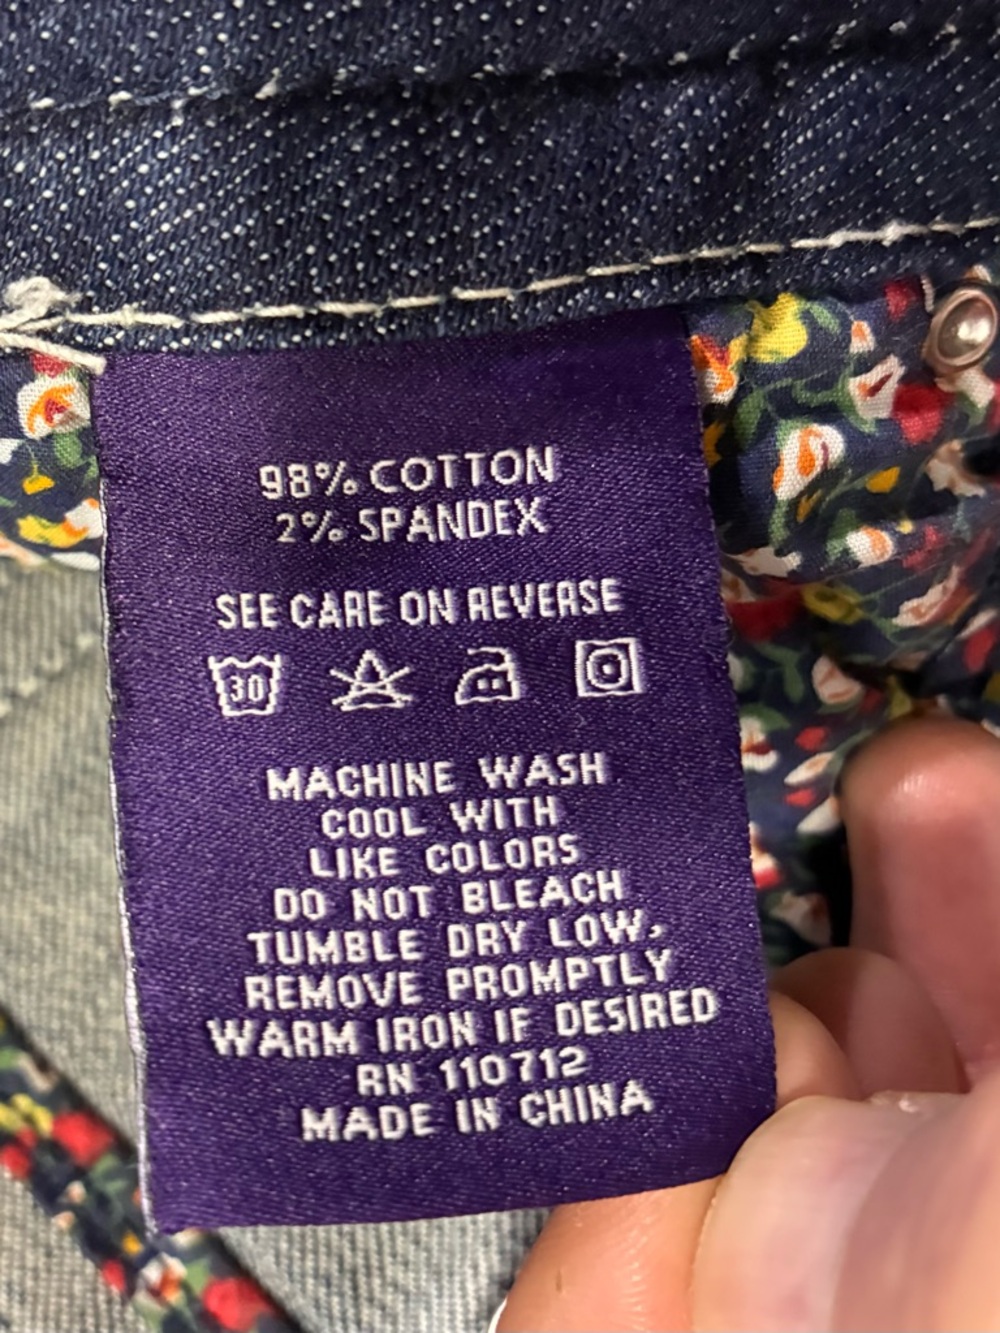 98% COTTON
2% SPANDEX
SEE CARE ON REVERSE
30
MACHINE WASH
COOL WITH
LIKE COLORS
DO NOT BLEACH
TUMBLE DRY LOW,
REMOVE PROMPTLY
WARM IRON IF DESIRED
RN 110712
MADE IN CHINA